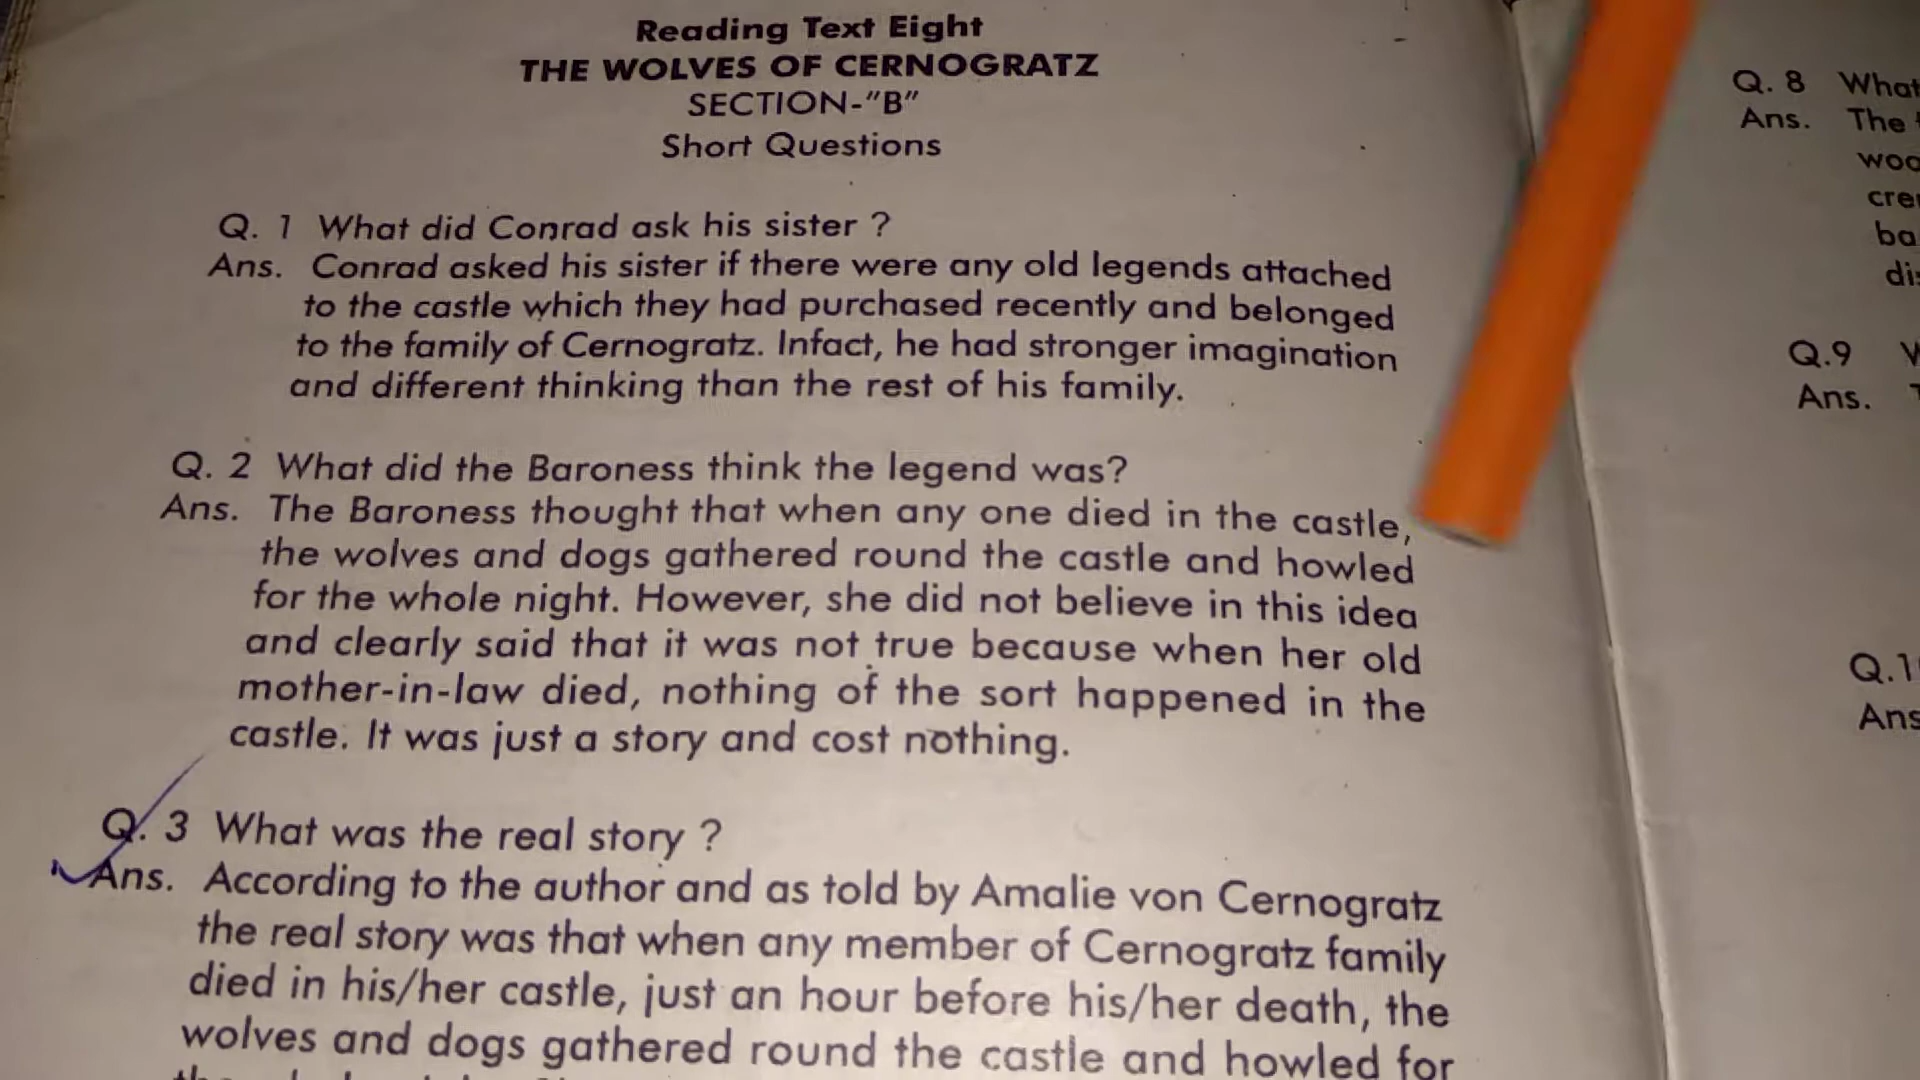 Reading Text Eight
THE WOLVES OF CERNOGRATZ
SECTION-"B"
Short Questions
Q. 1 What did Conrad ask his sister ?
Ans. Conrad asked his sister if there were any old legends attached
to the castle which they had purchased recently and belonged
to the family of Cernogratz. Infact, he had stronger imagination
and different thinking than the rest of his family.
Q. 2 What did the Baroness think the legend was?
Ans. The Baroness thought that when any one died in the castle,
the wolves and dogs gathered round the castle and howled
for the whole night. However, she did not believe in this idea
and clearly said that it was not true because when her old
mother-in-law died, nothing of the sort happened in the
castle. It was just a story and cost nothing.
Q. 3 What was the real story ?
Ans. According to the author and as told by Amalie von Cernogratz
the real story was that when any member of Cernogratz family
died in his/her castle, just an hour before his/her death, the
wolves and dogs gathered round the castle and howled for
Q. 8 What
Ans. The
Q.9
Ans.